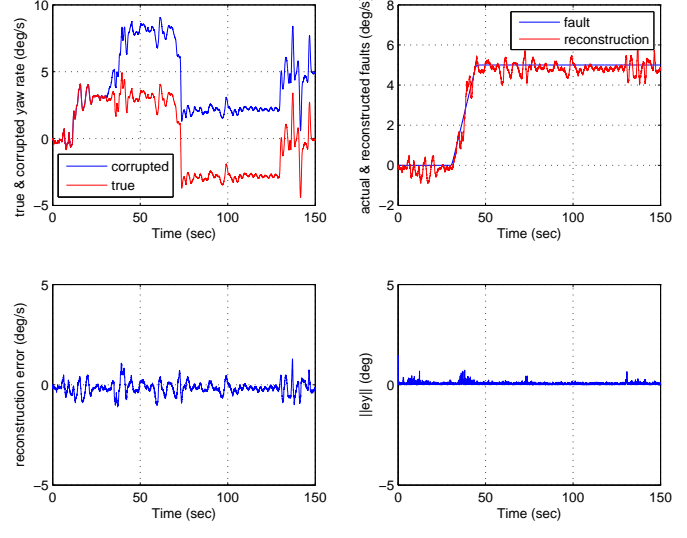 true & corrupted yaw rate (deg/s)
10
5
0
−5
corrupted
true
0
50
100
150
Time (sec)
actual & reconstructed faults (deg/s)
8
6
4
2
0
−2
fault
reconstruction
0
50
100
150
Time (sec)
reconstruction error (deg/s)
5
0
−5
0
50
100
150
Time (sec)
||ey|| (deg)
5
0
−5
0
50
100
150
Time (sec)